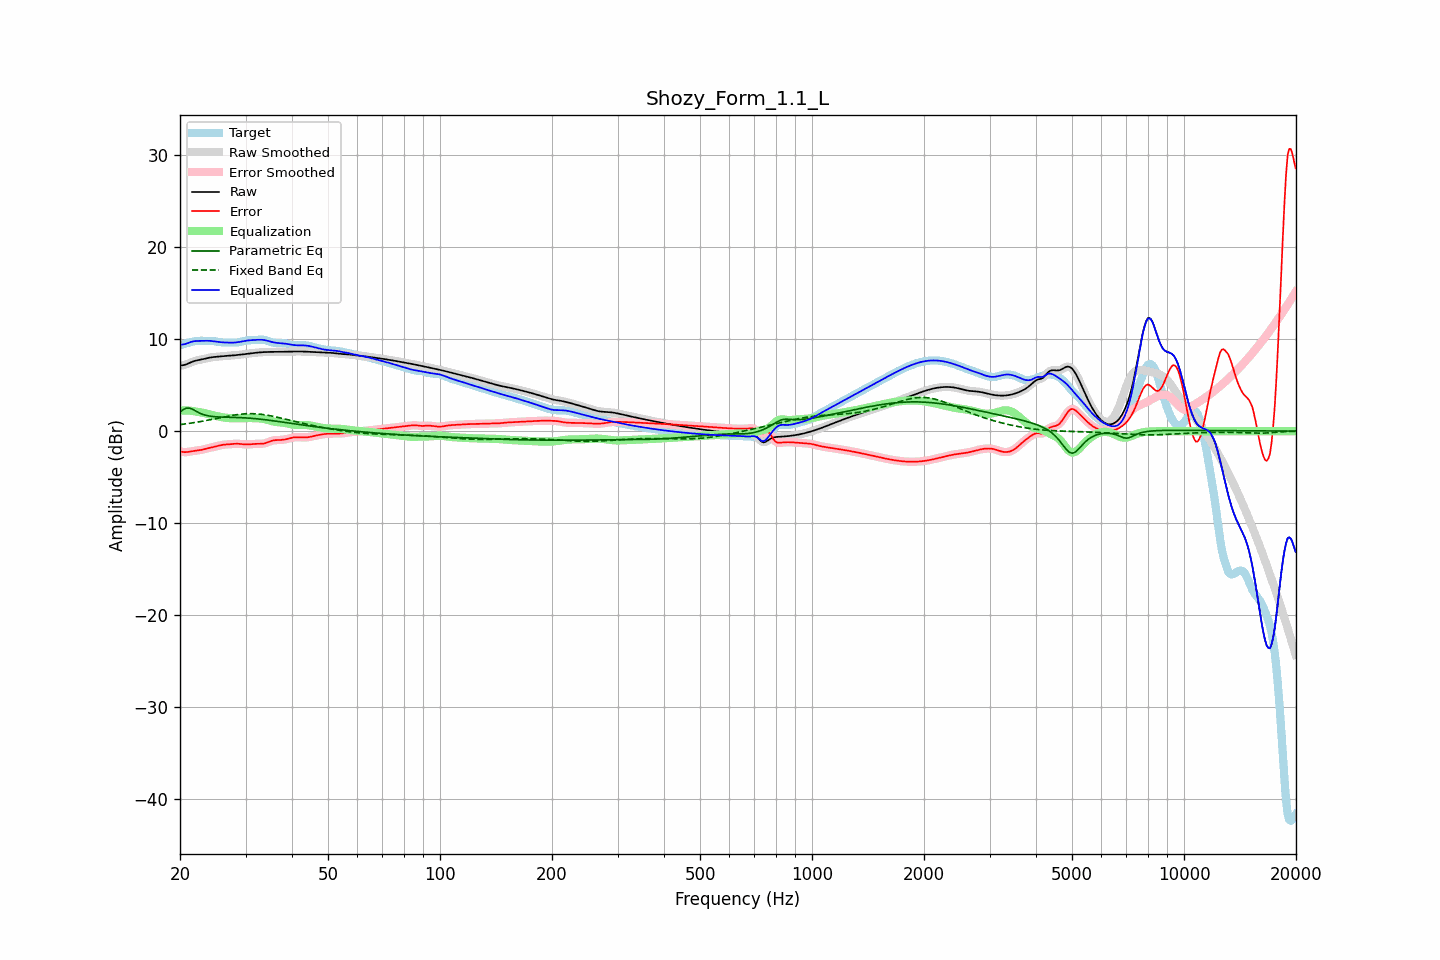 Shozy_Form_1.1_L
Target
Raw Smoothed
Error Smoothed
Raw
Error
Equalization
Parametric Eq
Fixed Band Eq
Equalized
30
20
10
0
−10
−20
−30
−40
Amplitude (dBr)
20 50 100 200 500 1000 2000 5000 10000 20000
Frequency (Hz)